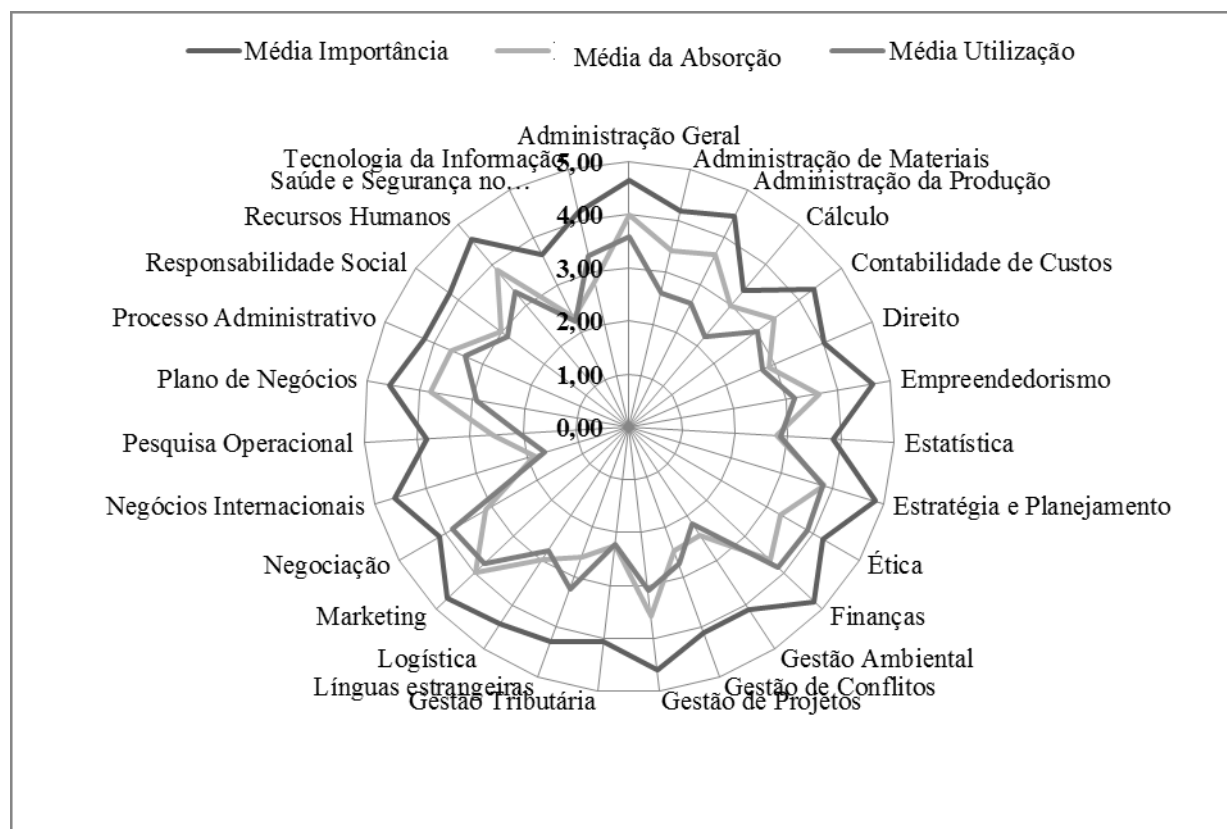 Média Importância
Média da Absorção
Média Utilização
Administração Geral
Administração de Materiais
Administração da Produção
Cálculo
Contabilidade de Custos
Direito
Empreendedorismo
Estatística
Estratégia e Planejamento
Ética
Finanças
Gestão Ambiental
Gestão de Conflitos
Gestão de Projetos
Gestão Tributária
Línguas estrangeiras
Logística
Marketing
Negociação
Negócios Internacionais
Pesquisa Operacional
Plano de Negócios
Processo Administrativo
Responsabilidade Social
Recursos Humanos
Saúde e Segurança no...
Tecnologia da Informação
5,00
4,00
3,00
2,00
1,00
0,00